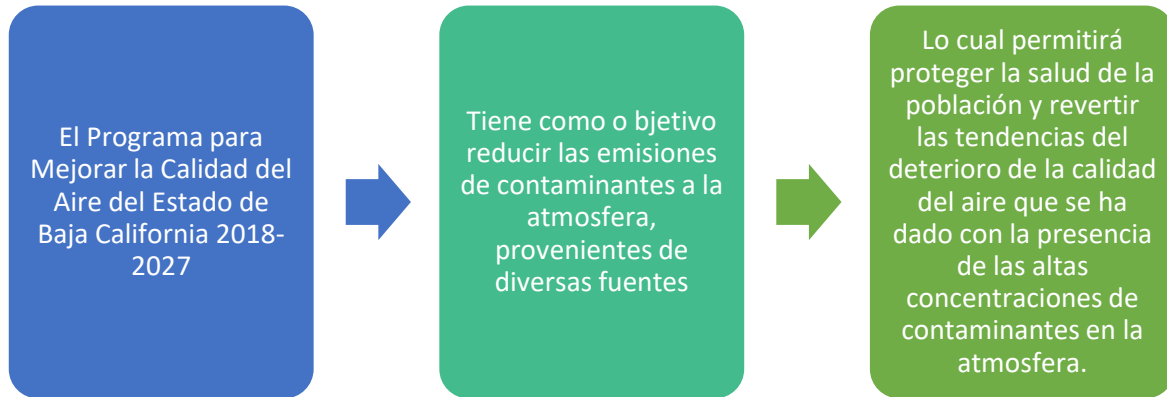 El Programa para
Mejorar la Calidad del
Aire del Estado de
Baja California 2018-
2027
Tiene como o bjetivo
reducir las emisiones
de contaminantes a la
atmosfera,
provenientes de
diversas fuentes
Lo cual permitirá
proteger la salud de la
población y revertir
las tendencias del
deterioro de la calidad
del aire que se ha
dado con la presencia
de las altas
concentraciones de
contaminantes en la
atmosfera.